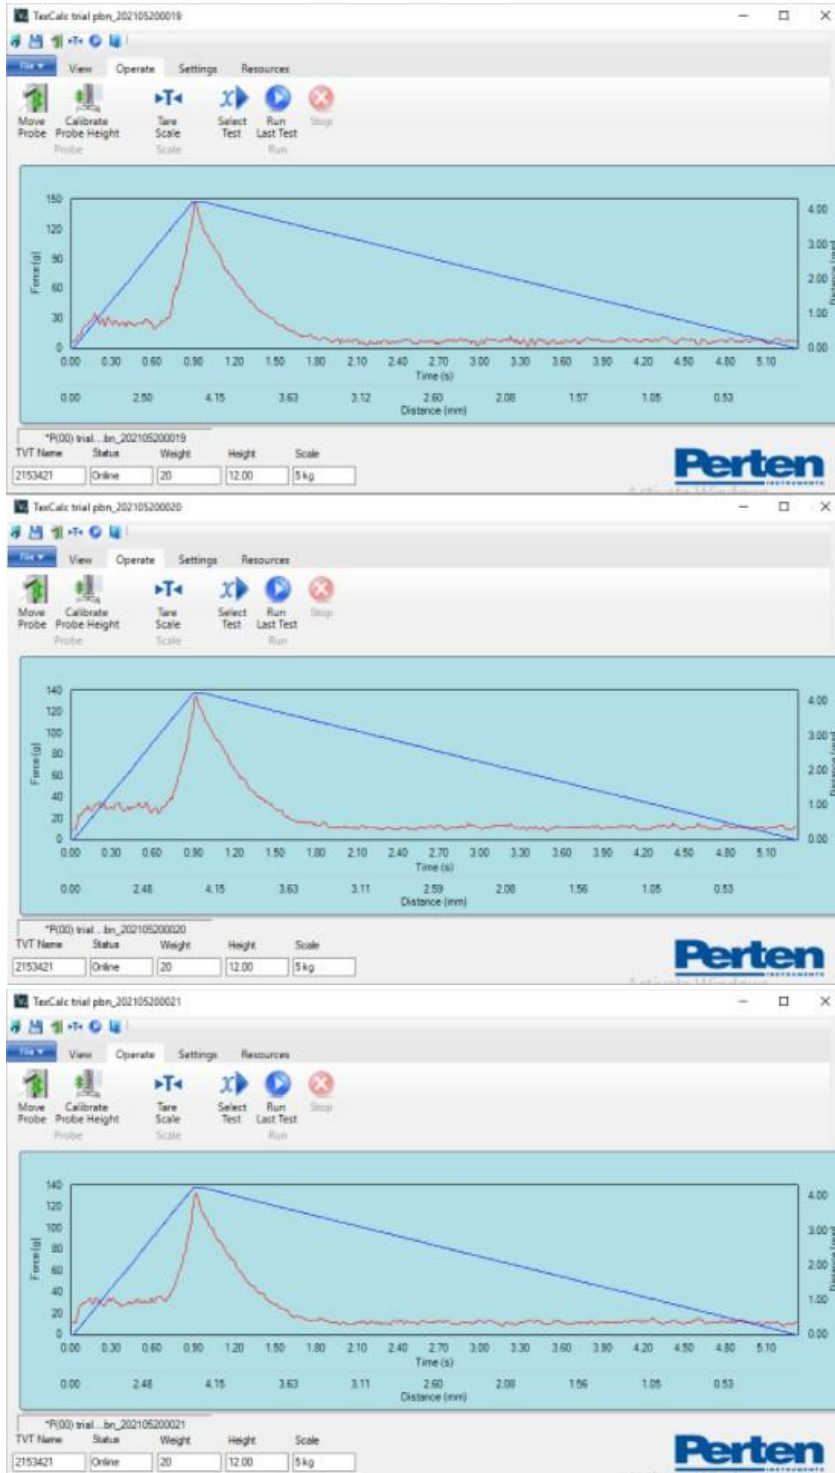 TexCalc trial pbn_202105200019
File View Operate Settings Resources
Move Probe Calibrate Probe Height Tare Scale Select Test Run Last Test Stop
Probe Scale Run
150
120
90
60
30
0
Force (g)
4.00
3.00
2.00
1.00
0.00
0.00 0.30 0.60 0.90 1.20 1.50 1.80 2.10 2.40 2.70 3.00 3.30 3.60 3.90 4.20 4.50 4.80 5.10
Time (s)
0.00 2.50 4.15 3.63 3.12 2.60 2.08 1.57 1.05 0.53
Distance (mm)
*P(00) trial...bn_202105200019
TVT Name Status Weight Height Scale
2153421 Online 20 12.00 5 kg
Perten
INSTRUMENTS
TexCalc trial pbn_202105200020
File View Operate Settings Resources
Move Probe Calibrate Probe Height Tare Scale Select Test Run Last Test Stop
Probe Scale Run
140
120
100
80
60
40
20
0
Force (g)
4.00
3.00
2.00
1.00
0.00
0.00 0.30 0.60 0.90 1.20 1.50 1.80 2.10 2.40 2.70 3.00 3.30 3.60 3.90 4.20 4.50 4.80 5.10
Time (s)
0.00 2.48 4.15 3.63 3.11 2.59 2.08 1.56 1.05 0.53
Distance (mm)
*P(00) trial...bn_202105200020
TVT Name Status Weight Height Scale
2153421 Online 20 12.00 5 kg
Perten
INSTRUMENTS
TexCalc trial pbn_202105200021
File View Operate Settings Resources
Move Probe Calibrate Probe Height Tare Scale Select Test Run Last Test Stop
Probe Scale Run
140
120
100
80
60
40
20
0
Force (g)
4.00
3.00
2.00
1.00
0.00
0.00 0.30 0.60 0.90 1.20 1.50 1.80 2.10 2.40 2.70 3.00 3.30 3.60 3.90 4.20 4.50 4.80 5.10
Time (s)
0.00 2.48 4.15 3.63 3.11 2.60 2.08 1.56 1.05 0.53
Distance (mm)
*P(00) trial...bn_202105200021
TVT Name Status Weight Height Scale
2153421 Online 20 12.00 5 kg
Perten